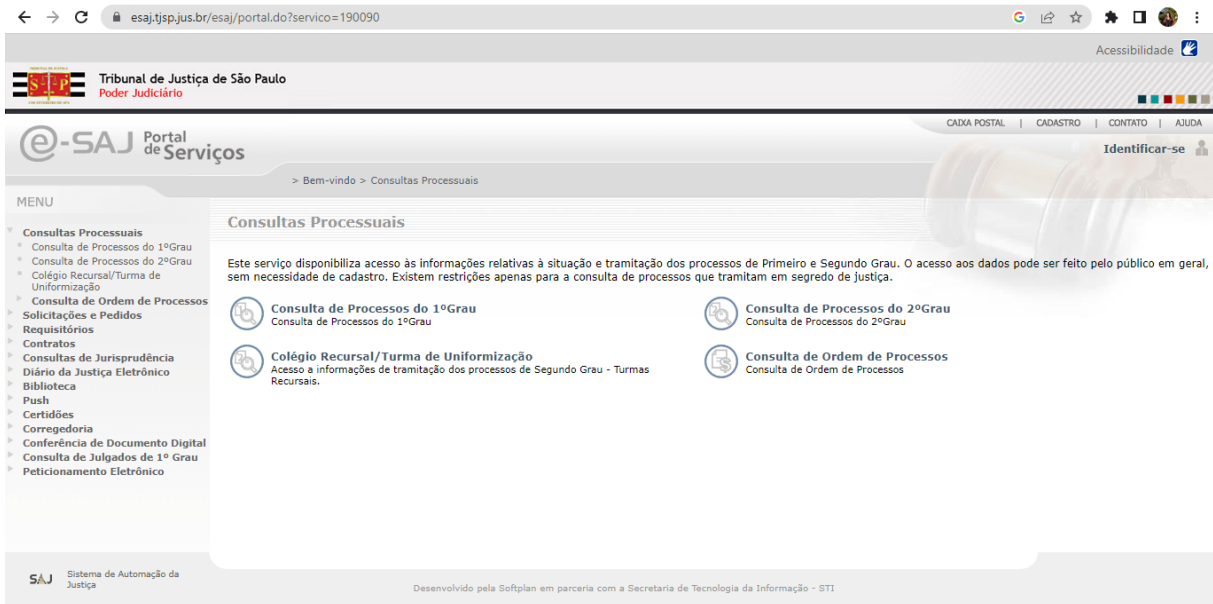 esaj.tjsp.jus.br/esaj/portal.do?servico=190090
Acessibilidade
Tribunal de Justiça de São Paulo
Poder Judiciário
CAIXA POSTAL | CADASTRO | CONTATO | AJUDA
e-SAJ Portal de Serviços
Identificar-se
> Bem-vindo > Consultas Processuais
MENU
Consultas Processuais
Consulta de Processos do 1ºGrau
Consulta de Processos do 2ºGrau
Colégio Recursal/Turma de
Uniformização
Consulta de Ordem de Processos
Solicitações e Pedidos
Requisitórios
Contratos
Consultas de Jurisprudência
Diário da Justiça Eletrônico
Biblioteca
Push
Certidões
Corregedoria
Conferência de Documento Digital
Consulta de Julgados de 1º Grau
Peticionamento Eletrônico
Consultas Processuais
Este serviço disponibiliza acesso às informações relativas à situação e tramitação dos processos de Primeiro e Segundo Grau. O acesso aos dados pode ser feito pelo público em geral,
sem necessidade de cadastro. Existem restrições apenas para a consulta de processos que tramitam em segredo de justiça.
Consulta de Processos do 1ºGrau
Consulta de Processos do 1ºGrau
Consulta de Processos do 2ºGrau
Consulta de Processos do 2ºGrau
Colégio Recursal/Turma de Uniformização
Acesso a informações de tramitação dos processos de Segundo Grau - Turmas
Recursais.
Consulta de Ordem de Processos
Consulta de Ordem de Processos
SAJ
Sistema de Automação da
Justiça
Desenvolvido pela Softplan em parceria com a Secretaria de Tecnologia da Informação - STI